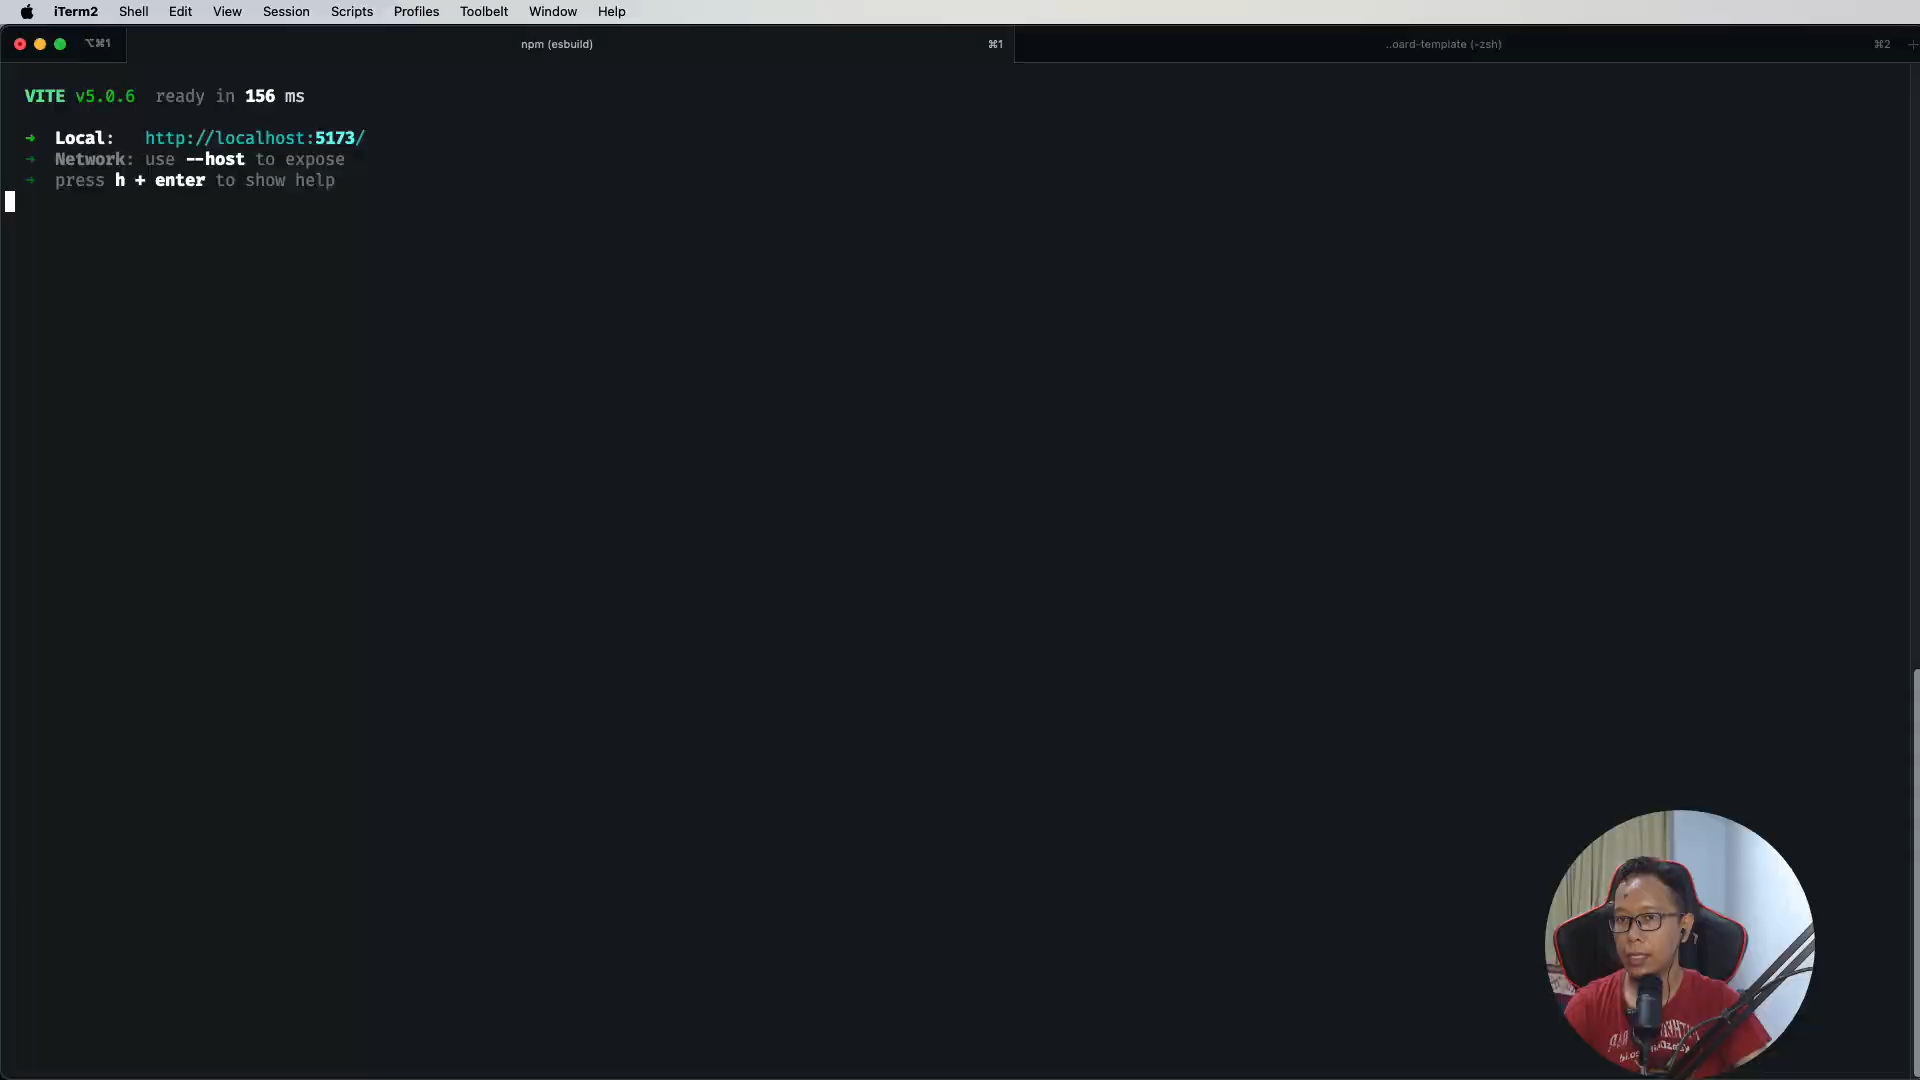 iTerm2 Shell Edit View Session Scripts Profiles Toolbelt Window Help
⌥⌘1 npm (esbuild) ⌘1 ..oard-template (-zsh) ⌘2
VITE v5.0.6 ready in 156 ms
➜ Local: http://localhost:5173/
➜ Network: use --host to expose
➜ press h + enter to show help